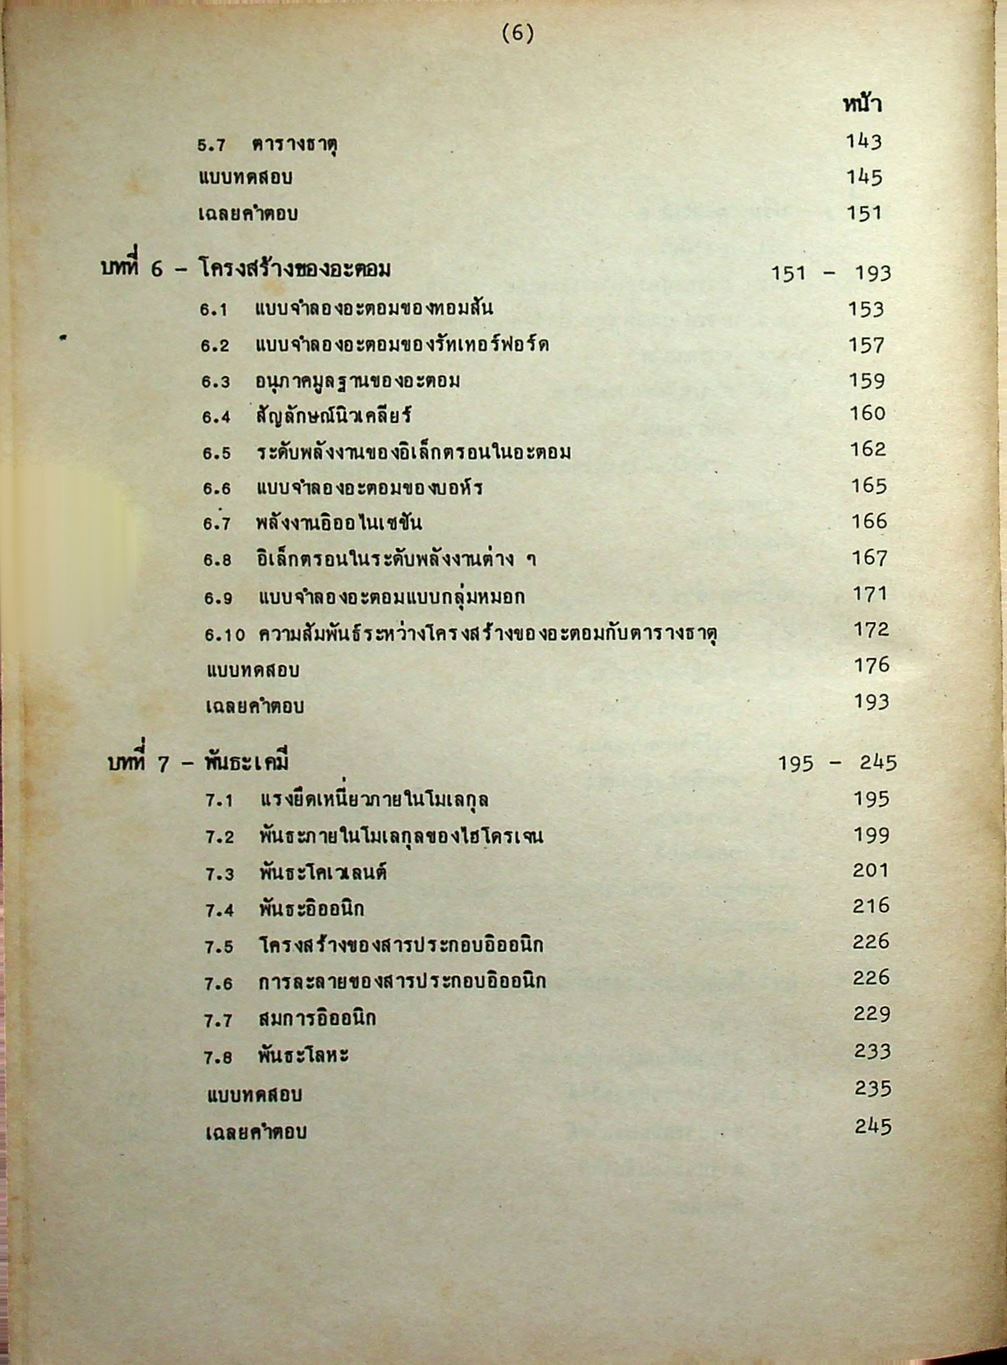 (6)
หน้า
5.7 ตารางธาตุ 143
แบบทดสอบ 145
เฉลยคำตอบ 151
บทที่ 6 - โครงสร้างของอะตอม 151 - 193
6.1 แบบจำลองอะตอมของทอมสัน 153
6.2 แบบจำลองอะตอมของรัทเทอร์ฟอร์ด 157
6.3 อนุภาคมูลฐานของอะตอม 159
6.4 สัญลักษณ์นิวเคลียร์ 160
6.5 ระดับพลังงานของอิเล็กตรอนในอะตอม 162
6.6 แบบจำลองอะตอมของบอห์ร 165
6.7 พลังงานอิออไนเซชัน 166
6.8 อิเล็กตรอนในระดับพลังงานต่าง ๆ 167
6.9 แบบจำลองอะตอมแบบกลุ่มหมอก 171
6.10 ความสัมพันธ์ระหว่างโครงสร้างของอะตอมกับตารางธาตุ 172
แบบทดสอบ 176
เฉลยคำตอบ 193
บทที่ 7 - พันธะเคมี 195 - 245
7.1 แรงยึดเหนี่ยวภายในโมเลกุล 195
7.2 พันธะภายในโมเลกุลของไฮโดรเจน 199
7.3 พันธะโคเวเลนต์ 201
7.4 พันธะอิออนิก 216
7.5 โครงสร้างของสารประกอบอิออนิก 226
7.6 การละลายของสารประกอบอิออนิก 226
7.7 สมการอิออนิก 229
7.8 พันธะโลหะ 233
แบบทดสอบ 235
เฉลยคำตอบ 245